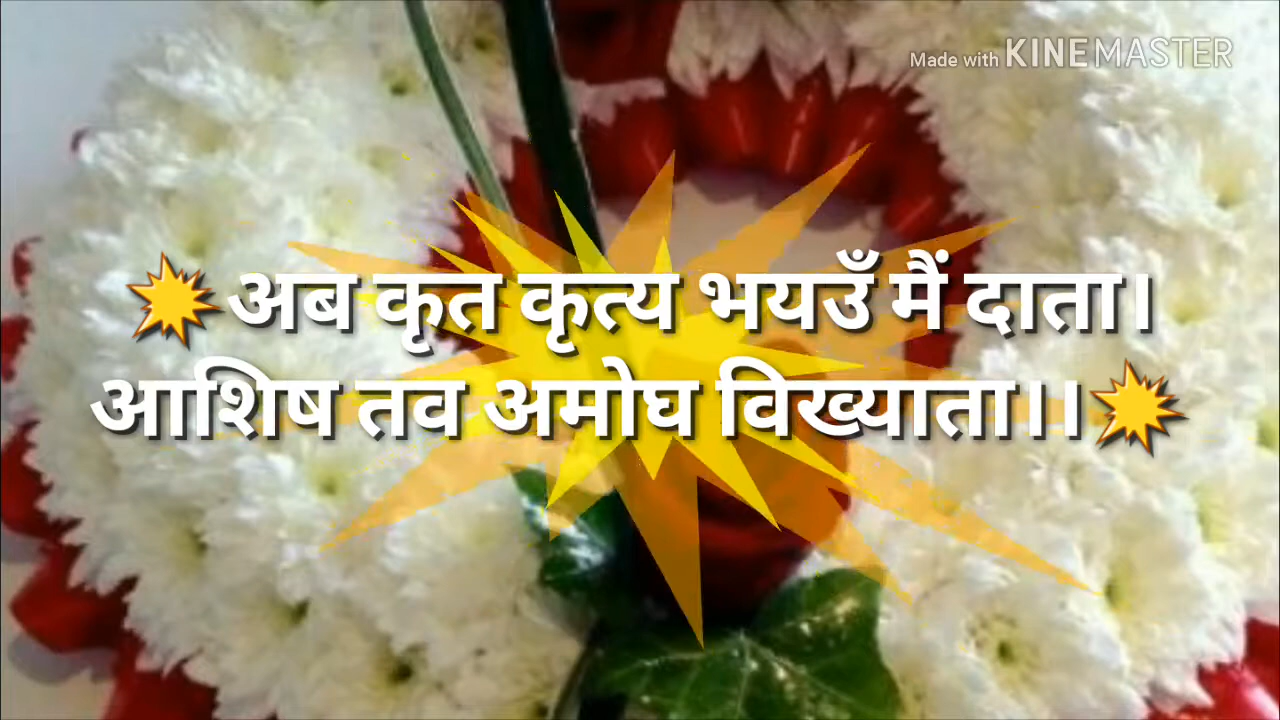 Made with KINEMASTER
अब कृत कृत्य भयउँ मैं दाता।
आशिष तव अमोघ विख्याता।।